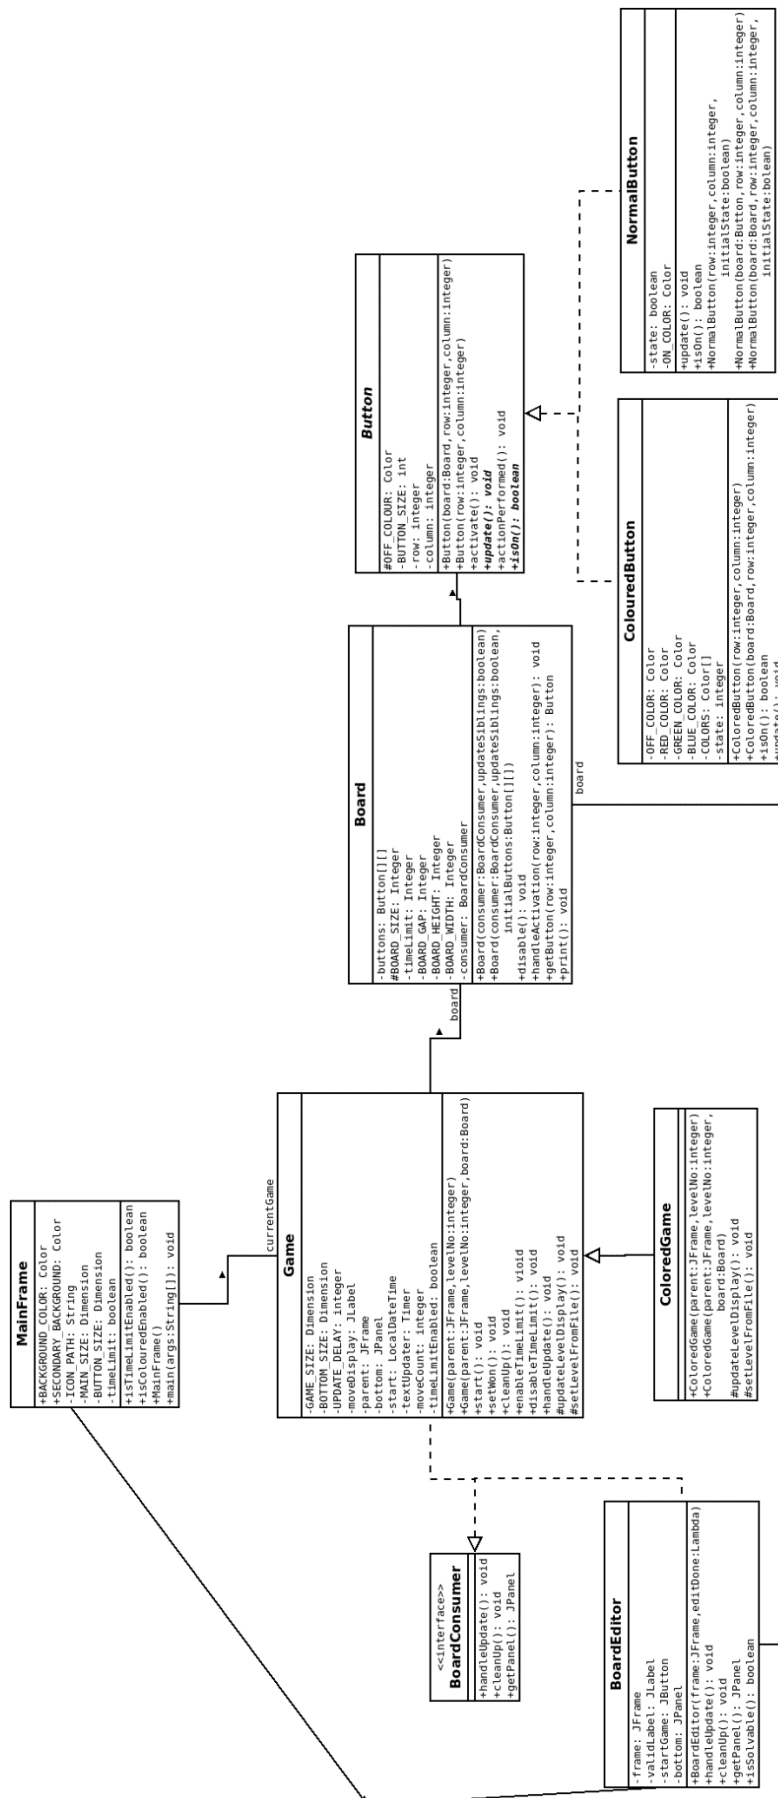 MainFrame
+BACKGROUND_COLOR: Color
+SECONDARY_BACKGROUND: Color
-ICON_PATH: String
-MAIN_SIZE: Dimension
-BUTTON_SIZE: Dimension
-timeLimit: boolean
+isTimeLimitEnabled(): boolean
+isColouredEnabled(): boolean
+MainFrame()
+main(args:String[]): void
currentGame
Game
-GAME_SIZE: Dimension
-BOTTOM_SIZE: Dimension
-UPDATE_DELAY: integer
-moveDisplay: JLabel
-parent: JFrame
-bottom: JPanel
-start: LocalDateTime
-textUpdater: Timer
-moveCount: integer
-timeLimitEnabled: boolean
+Game(parent:JFrame,levelNo:integer)
+Game(parent:JFrame,levelNo:integer,board:Board)
+start(): void
+setWon(): void
+cleanUp(): void
+enableTimeLimit(): vioid
+disableTimeLimit(): void
+handleUpdate(): void
#updateLevelDisplay(): void
#setLevelFromFile(): void
board
Board
-buttons: Button[][]
#BOARD_SIZE: Integer
-timeLimit: Integer
-BOARD_GAP: Integer
-BOARD_HEIGHT: Integer
-BOARD_WIDTH: Integer
-consumer: BoardConsumer
+Board(consumer:BoardConsumer,updateSiblings:boolean)
+Board(consumer:BoardConsumer,updateSiblings:boolean,
initialButtons:Button[][])
+disable(): void
+handleActivation(row:integer,column:integer): void
+getButton(row:integer,column:integer): Button
+print(): void
board
Button
#OFF_COLOUR: Color
-BUTTON_SIZE: int
-row: integer
-column: integer
+Button(board:Board,row:integer,column:integer)
+Button(row:integer,column:integer)
+activate(): void
+update(): void
+actionPerformed(): void
+isOn(): boolean
NormalButton
-state: boolean
-ON_COLOR: Color
+update(): void
+isOn(): boolean
+NormalButton(row:integer,column:integer,
initialState:boolean)
+NormalButton(board:Button,row:integer,column:integer)
+NormalButton(board:Board,row:integer,column:integer,
initialState:bolean)
ColouredButton
-OFF_COLOR: Color
-RED_COLOR: Color
-GREEN_COLOR: Color
-BLUE_COLOR: Color
-COLORS: Color[]
-state: integer
+ColoredButton(row:integer,column:integer)
+ColoredButton(board:Board,row:integer,column:integer)
+isOn(): boolean
+update(): void
ColoredGame
+ColoredGame(parent:JFrame,levelNo:integer)
+ColoredGame(parent:JFrame,levelNo:integer,
board:Board)
#updateLevelDisplay(): void
#setLevelFromFile(): void
<<interface>>
BoardConsumer
+handleUpdate(): void
+cleanUp(): void
+getPanel(): JPanel
BoardEditor
-frame: JFrame
-validLabel: JLabel
-startGame: JButton
-bottom: JPanel
+BoardEditor(frame:JFrame,editDone:Lambda)
+handleUpdate(): void
+cleanUp(): void
+getPanel(): JPanel
+isSolvable(): boolean